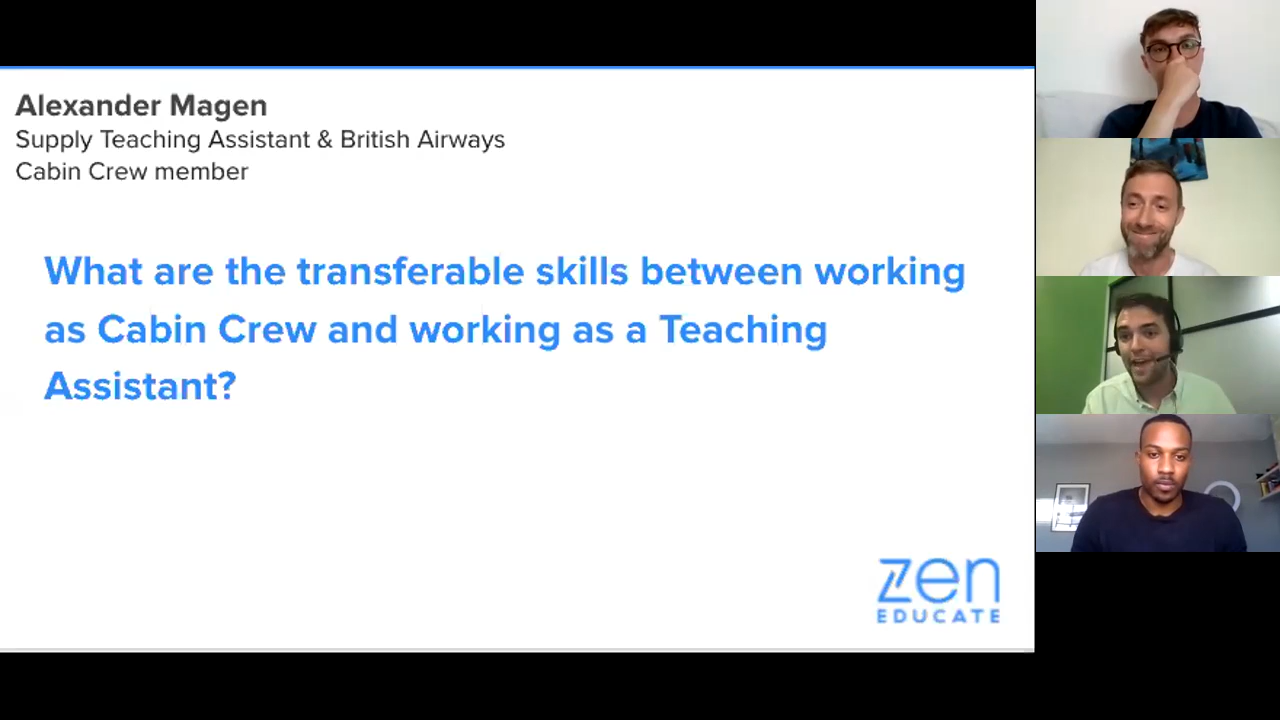 Alexander Magen
Supply Teaching Assistant & British Airways
Cabin Crew member
What are the transferable skills between working
as Cabin Crew and working as a Teaching
Assistant?
zen
EDUCATE